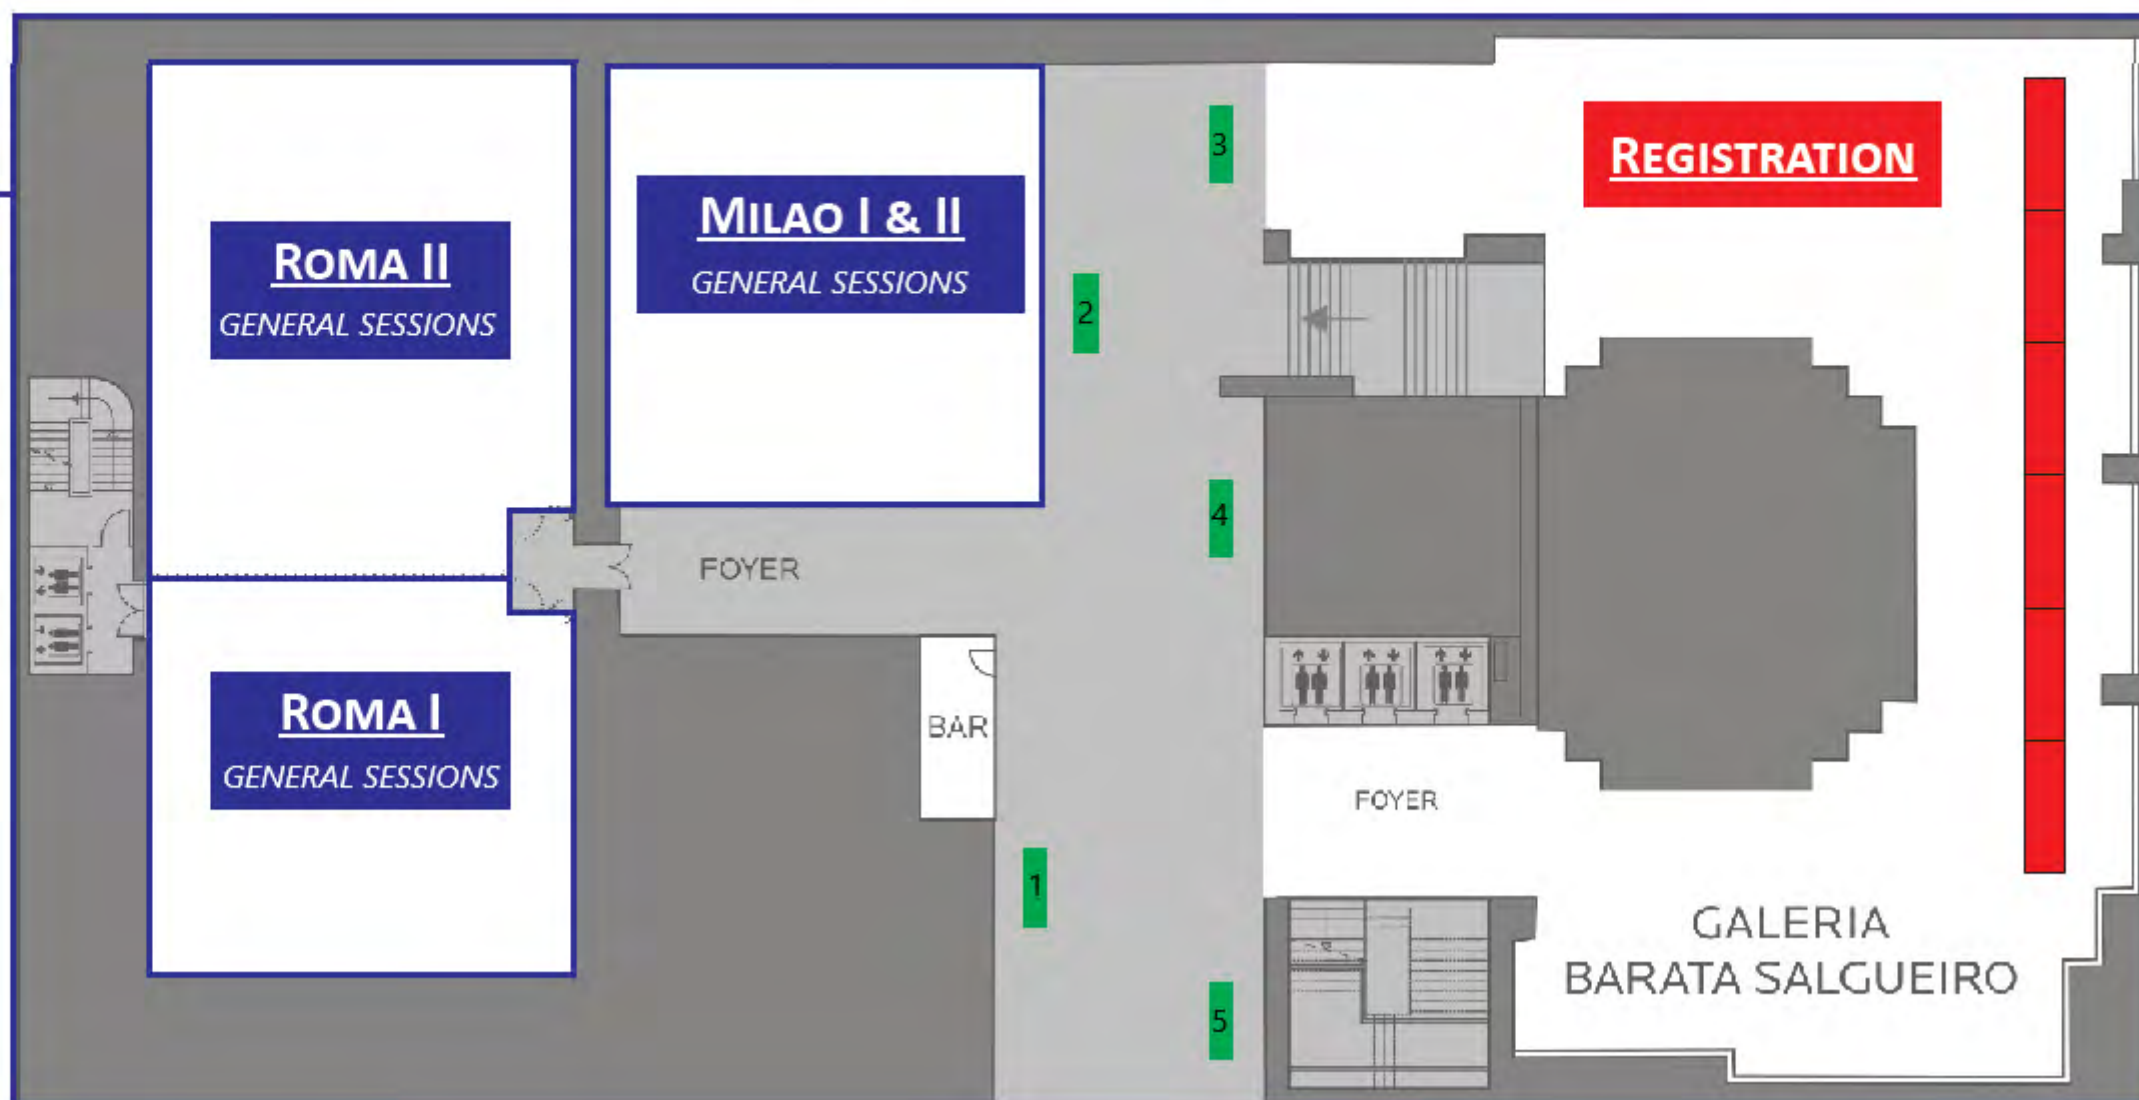 ROMA II
GENERAL SESSIONS
MILAO I & II
GENERAL SESSIONS
3
REGISTRATION
2
4
FOYER
ROMA I
GENERAL SESSIONS
BAR
FOYER
1
GALERIA
BARATA SALGUEIRO
5